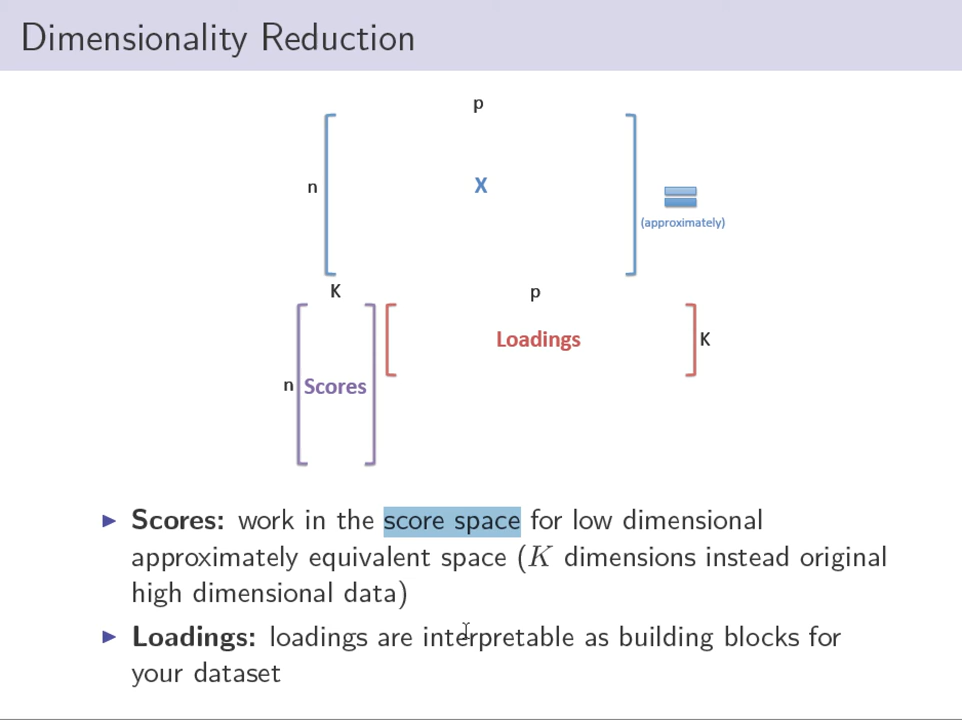 Dimensionality Reduction
p
n
X
(approximately)
K
p
Loadings
K
n
Scores
▶ Scores: work in the score space for low dimensional
approximately equivalent space (K dimensions instead original
high dimensional data)
▶ Loadings: loadings are interpretable as building blocks for
your dataset